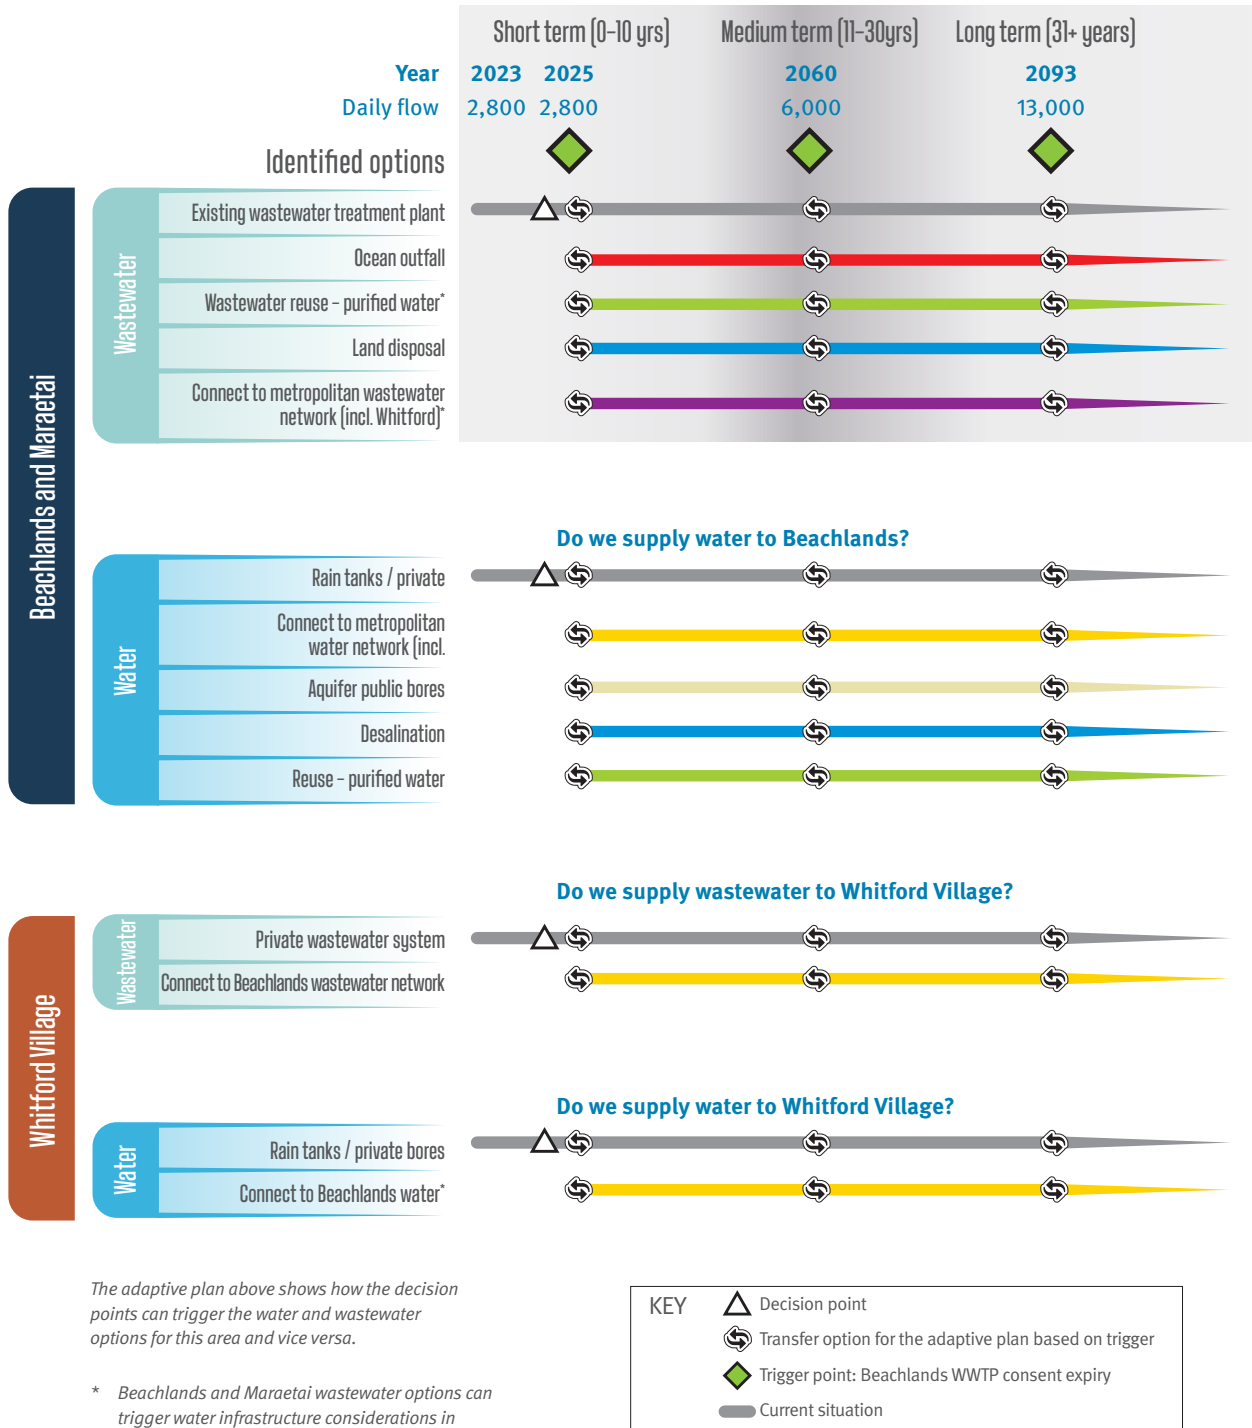 Short term (0–10 yrs) Medium term (11–30yrs) Long term (31+ years)
Year 2023 2025 2060 2093
Daily flow 2,800 2,800 6,000 13,000
Identified options
Beachlands and Maraetai
Wastewater
Existing wastewater treatment plant
Ocean outfall
Wastewater reuse – purified water*
Land disposal
Connect to metropolitan wastewater
network (incl. Whitford)*
Do we supply water to Beachlands?
Water
Rain tanks / private
Connect to metropolitan
water network (incl.
Aquifer public bores
Desalination
Reuse – purified water
Whitford Village
Do we supply wastewater to Whitford Village?
Wastewater
Private wastewater system
Connect to Beachlands wastewater network
Do we supply water to Whitford Village?
Water
Rain tanks / private bores
Connect to Beachlands water*
The adaptive plan above shows how the decision
points can trigger the water and wastewater
options for this area and vice versa.
* Beachlands and Maraetai wastewater options can
trigger water infrastructure considerations in
KEY
Decision point
Transfer option for the adaptive plan based on trigger
Trigger point: Beachlands WWTP consent expiry
Current situation